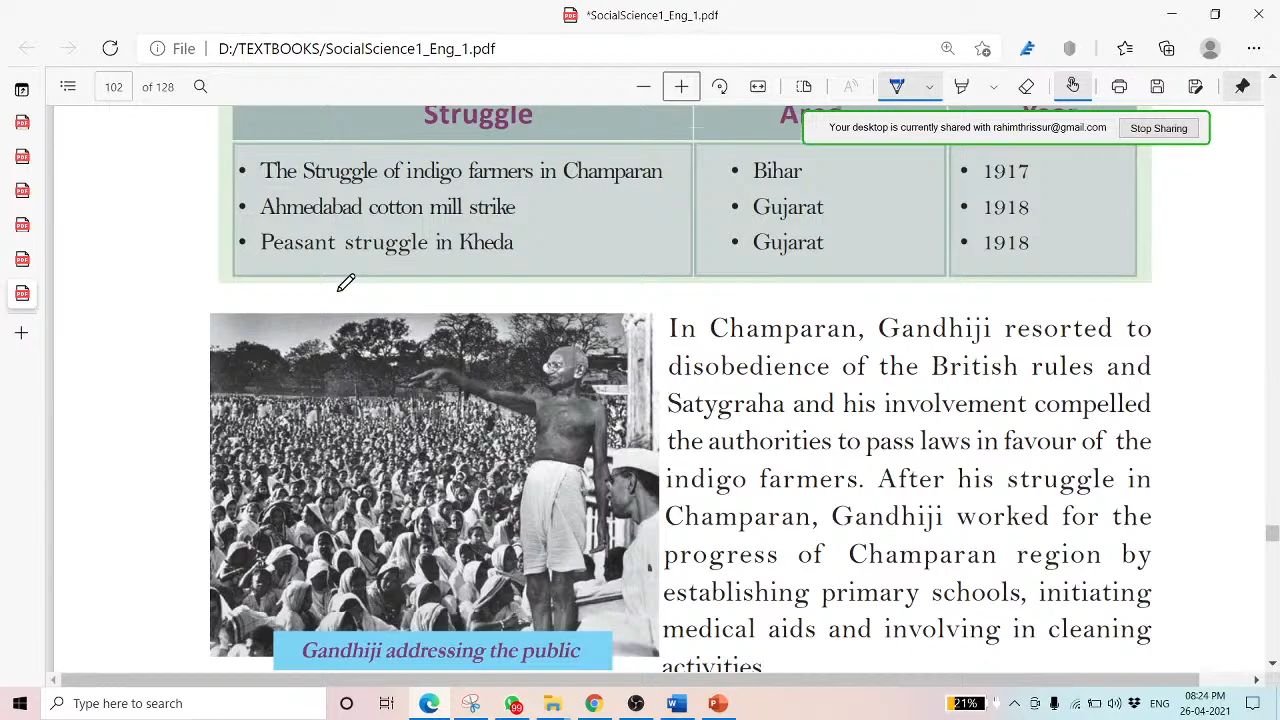 *SocialScience1_Eng_1.pdf
File | D:/TEXTBOOKS/SocialScience1_Eng_1.pdf
102 of 128
Struggle
Your desktop is currently shared with rahimthrissur@gmail.com Stop Sharing
• The Struggle of indigo farmers in Champaran • Bihar • 1917
• Ahmedabad cotton mill strike • Gujarat • 1918
• Peasant struggle in Kheda • Gujarat • 1918
In Champaran, Gandhiji resorted to
disobedience of the British rules and
Satygraha and his involvement compelled
the authorities to pass laws in favour of the
indigo farmers. After his struggle in
Champaran, Gandhiji worked for the
progress of Champaran region by
establishing primary schools, initiating
medical aids and involving in cleaning
activities
Gandhiji addressing the public
Type here to search
99
21%
ENG
08:24 PM
26-04-2021